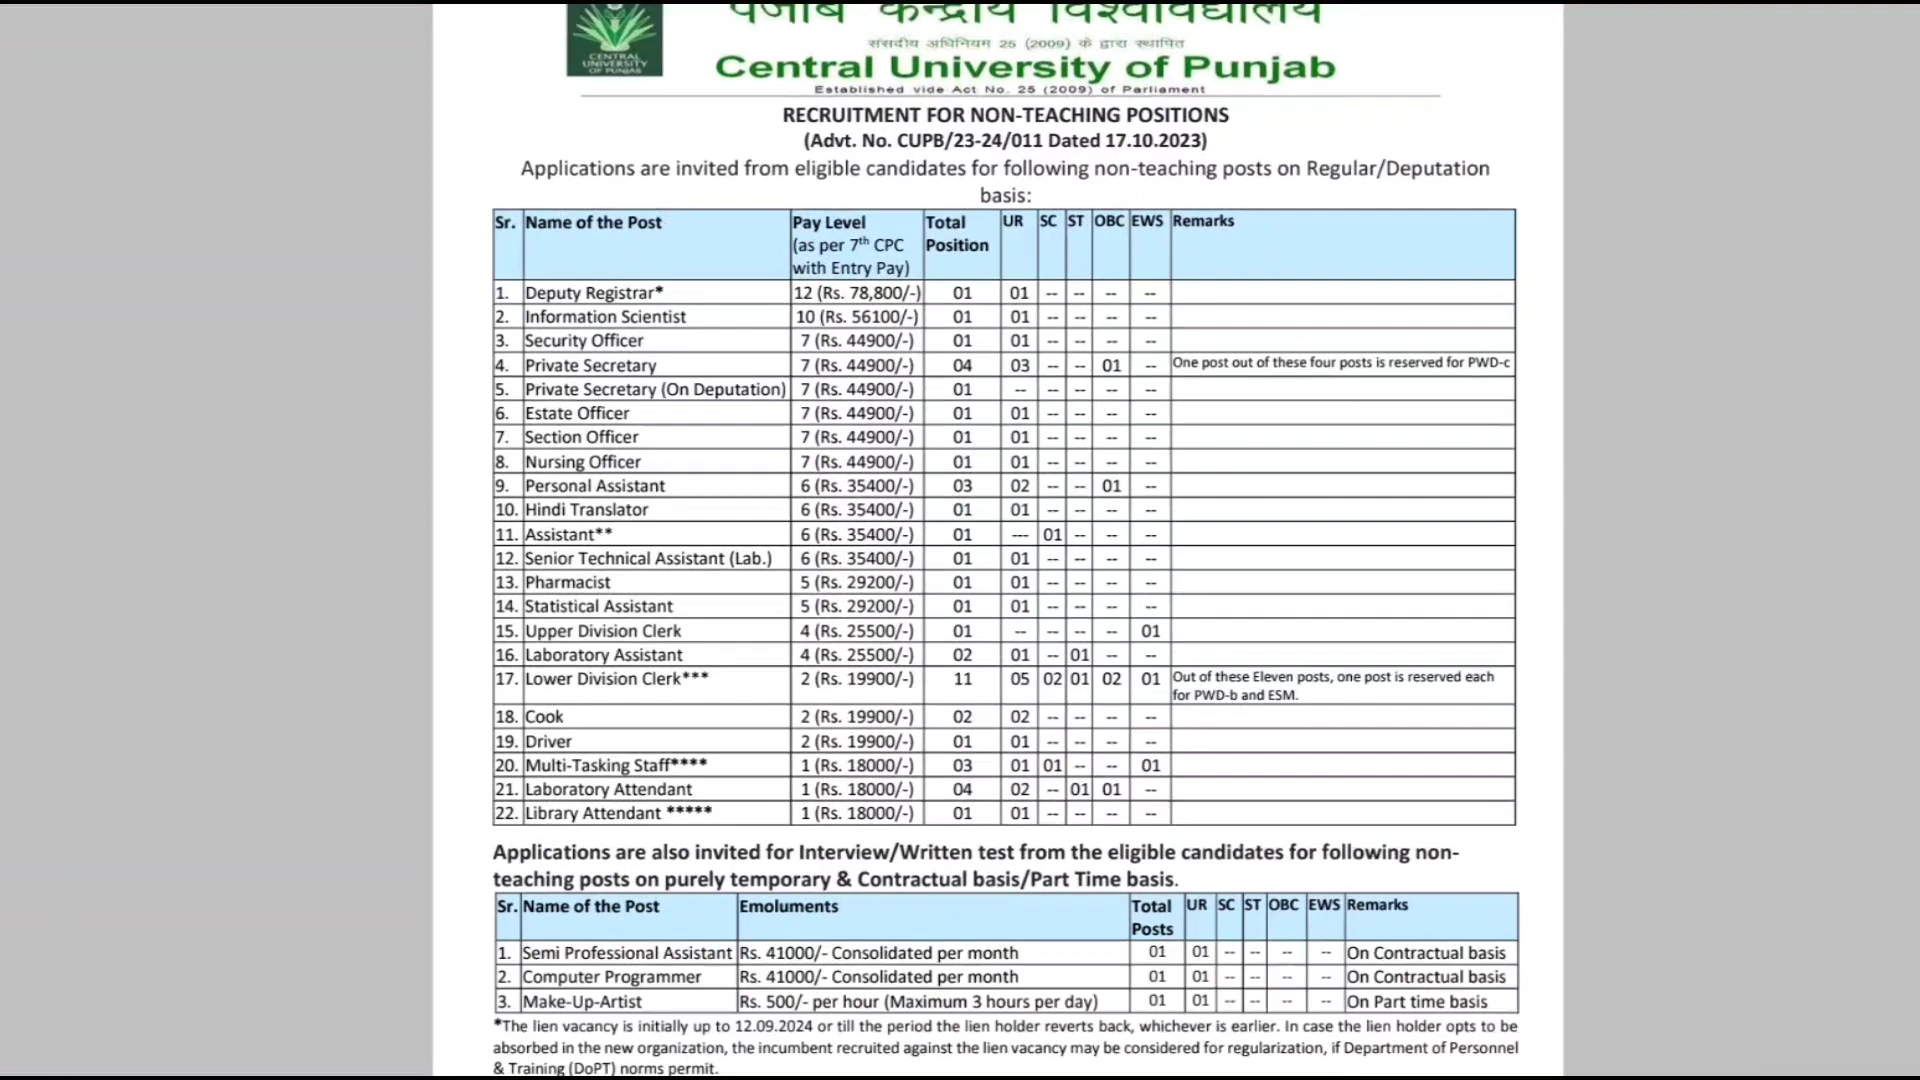 पंजाब केन्द्रीय विश्वविद्यालय
संसदीय अधिनियम 25 (2009) के द्वारा स्थापित
CENTRAL
UNIVERSITY
OF PUNJAB
Central University of Punjab
Established vide Act No. 25 (2009) of Parliament
RECRUITMENT FOR NON-TEACHING POSITIONS
(Advt. No. CUPB/23-24/011 Dated 17.10.2023)
Applications are invited from eligible candidates for following non-teaching posts on Regular/Deputation
basis:
Sr. Name of the Post Pay Level Total UR SC ST OBC EWS Remarks
(as per 7th CPC Position
with Entry Pay)
1. Deputy Registrar* 12 (Rs. 78,800/-) 01 01 -- -- -- --
2. Information Scientist 10 (Rs. 56100/-) 01 01 -- -- -- --
3. Security Officer 7 (Rs. 44900/-) 01 01 -- -- -- --
4. Private Secretary 7 (Rs. 44900/-) 04 03 -- -- 01 -- One post out of these four posts is reserved for PWD-c
5. Private Secretary (On Deputation) 7 (Rs. 44900/-) 01 -- -- -- -- --
6. Estate Officer 7 (Rs. 44900/-) 01 01 -- -- -- --
7. Section Officer 7 (Rs. 44900/-) 01 01 -- -- -- --
8. Nursing Officer 7 (Rs. 44900/-) 01 01 -- -- -- --
9. Personal Assistant 6 (Rs. 35400/-) 03 02 -- -- 01 --
10. Hindi Translator 6 (Rs. 35400/-) 01 01 -- -- -- --
11. Assistant** 6 (Rs. 35400/-) 01 --- 01 -- -- --
12. Senior Technical Assistant (Lab.) 6 (Rs. 35400/-) 01 01 -- -- -- --
13. Pharmacist 5 (Rs. 29200/-) 01 01 -- -- -- --
14. Statistical Assistant 5 (Rs. 29200/-) 01 01 -- -- -- --
15. Upper Division Clerk 4 (Rs. 25500/-) 01 -- -- -- -- 01
16. Laboratory Assistant 4 (Rs. 25500/-) 02 01 -- 01 -- --
17. Lower Division Clerk*** 2 (Rs. 19900/-) 11 05 02 01 02 01 Out of these Eleven posts, one post is reserved each
for PWD-b and ESM.
18. Cook 2 (Rs. 19900/-) 02 02 -- -- -- --
19. Driver 2 (Rs. 19900/-) 01 01 -- -- -- --
20. Multi-Tasking Staff**** 1 (Rs. 18000/-) 03 01 01 -- -- 01
21. Laboratory Attendant 1 (Rs. 18000/-) 04 02 -- 01 01 --
22. Library Attendant ***** 1 (Rs. 18000/-) 01 01 -- -- -- --
Applications are also invited for Interview/Written test from the eligible candidates for following non-
teaching posts on purely temporary & Contractual basis/Part Time basis.
Sr. Name of the Post Emoluments Total UR SC ST OBC EWS Remarks
Posts
1. Semi Professional Assistant Rs. 41000/- Consolidated per month 01 01 -- -- -- -- On Contractual basis
2. Computer Programmer Rs. 41000/- Consolidated per month 01 01 -- -- -- -- On Contractual basis
3. Make-Up-Artist Rs. 500/- per hour (Maximum 3 hours per day) 01 01 -- -- -- -- On Part time basis
*The lien vacancy is initially up to 12.09.2024 or till the period the lien holder reverts back, whichever is earlier. In case the lien holder opts to be
absorbed in the new organization, the incumbent recruited against the lien vacancy may be considered for regularization, if Department of Personnel
& Training (DoPT) norms permit.